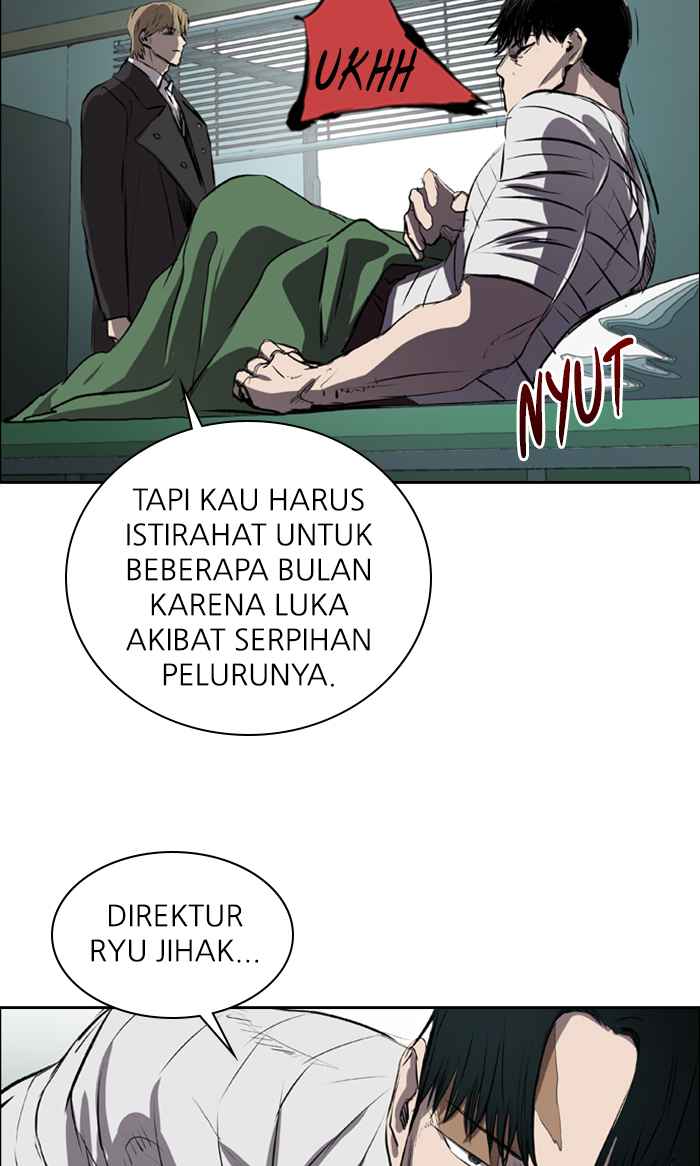 UKHH
NYUT
TAPI KAU HARUS
ISTIRAHAT UNTUK
BEBERAPA BULAN
KARENA LUKA
AKIBAT SERPIHAN
PELURUNYA.
DIREKTUR
RYU JIHAK...